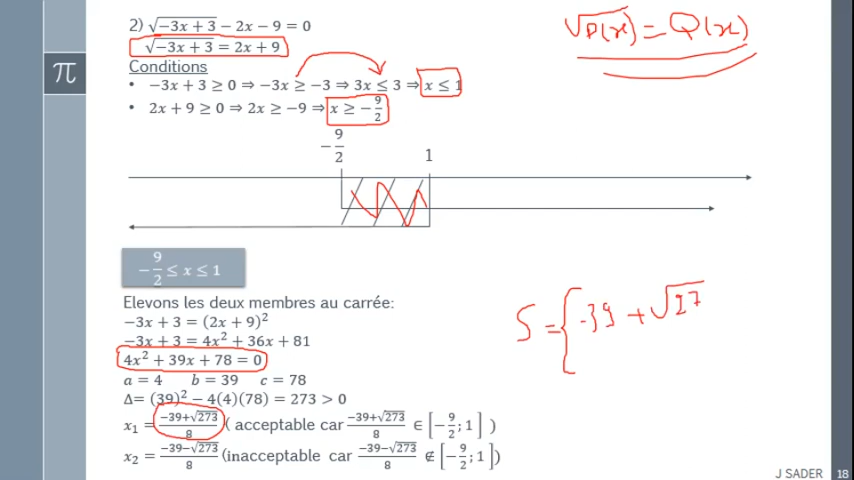 2) √(-3x + 3) − 2x − 9 = 0
√(-3x + 3) = 2x + 9
√P(x) = Q(x)
Conditions
• −3x + 3 ≥ 0 ⇒ −3x ≥ −3 ⇒ 3x ≤ 3 ⇒ x ≤ 1
• 2x + 9 ≥ 0 ⇒ 2x ≥ −9 ⇒ x ≥ −9/2
π
−9/2 1
−9/2 ≤ x ≤ 1
Elevons les deux membres au carrée:
−3x + 3 = (2x + 9)²
−3x + 3 = 4x² + 36x + 81
4x² + 39x + 78 = 0
a = 4 b = 39 c = 78
Δ= (39)² − 4(4)(78) = 273 > 0
x₁ = (−39+√273)/8 ( acceptable car (−39+√273)/8 ∈ [−9/2 ; 1] )
x₂ = (−39−√273)/8 (inacceptable car (−39−√273)/8 ∉ [−9/2 ; 1])
S = { -39 + √27
J SADER 18